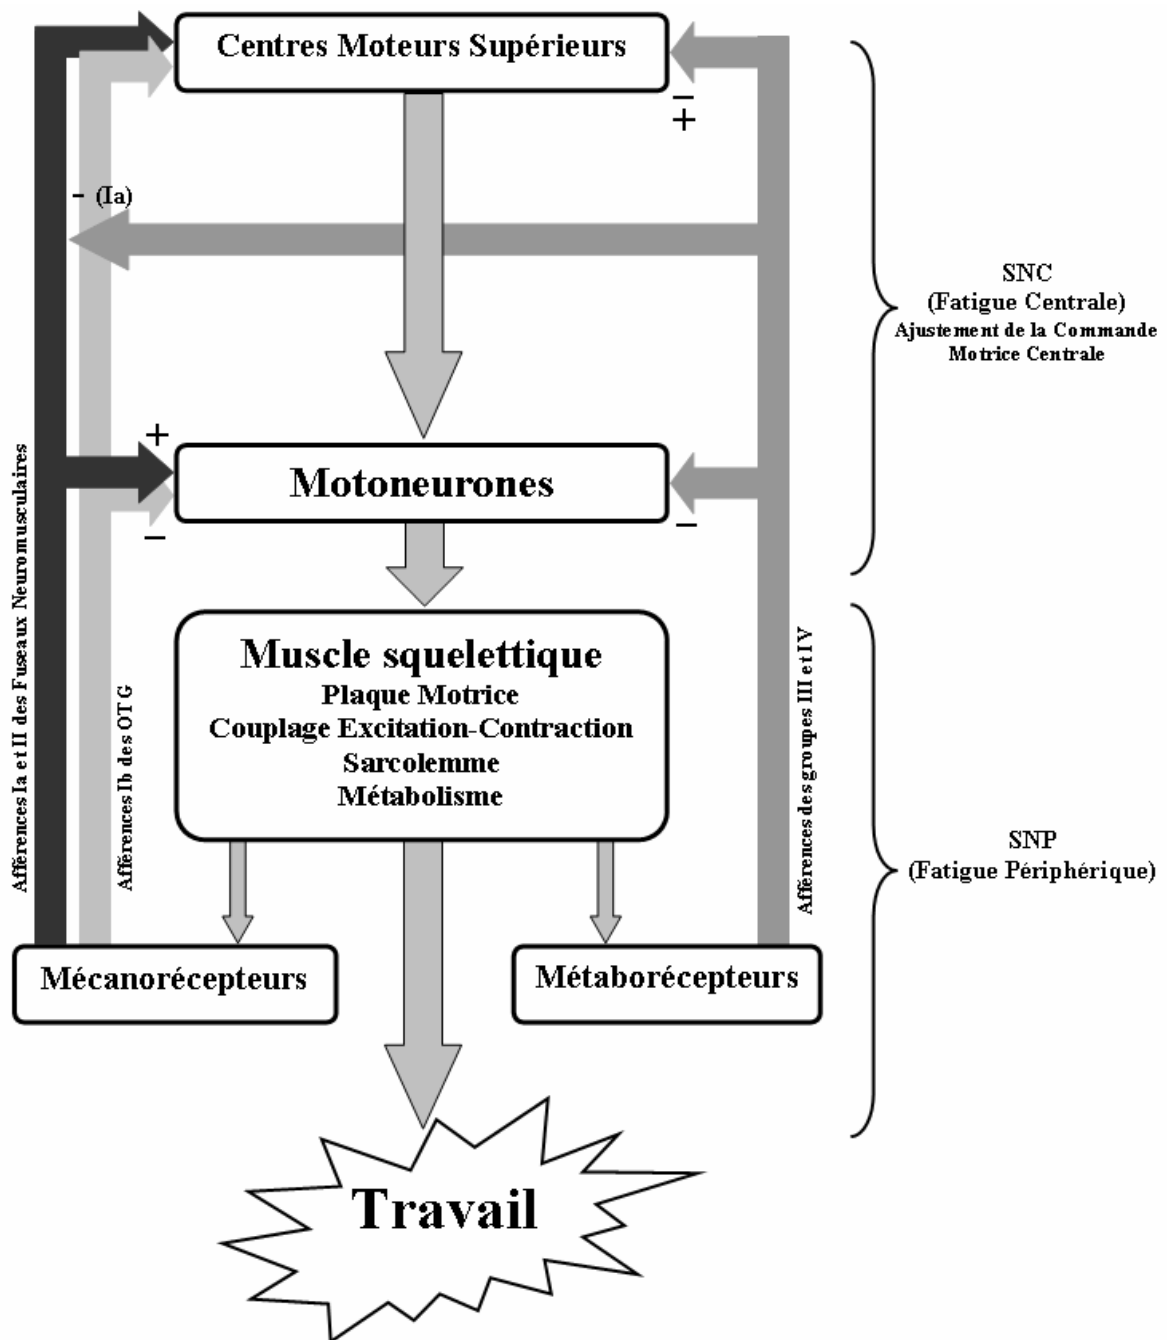 Centres Moteurs Supérieurs
−
+
- (Ia)
SNC
(Fatigue Centrale)
Ajustement de la Commande
Motrice Centrale
+
Motoneurones
−
−
Afférences Ia et II des Fuseaux Neuromusculaires
Afférences Ib des OTG
Muscle squelettique
Plaque Motrice
Couplage Excitation-Contraction
Sarcolemme
Métabolisme
Afférences des groupes III et IV
SNP
(Fatigue Périphérique)
Mécanorécepteurs
Métaborécepteurs
Travail